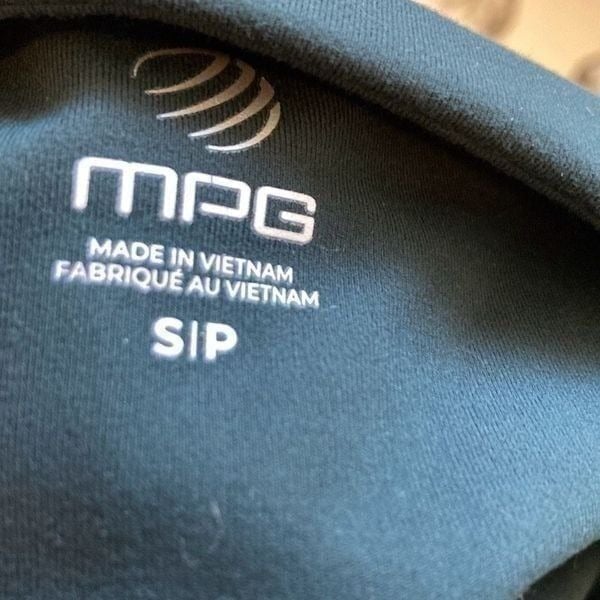 MPG
MADE IN VIETNAM
FABRIQUÉ AU VIETNAM
S|P